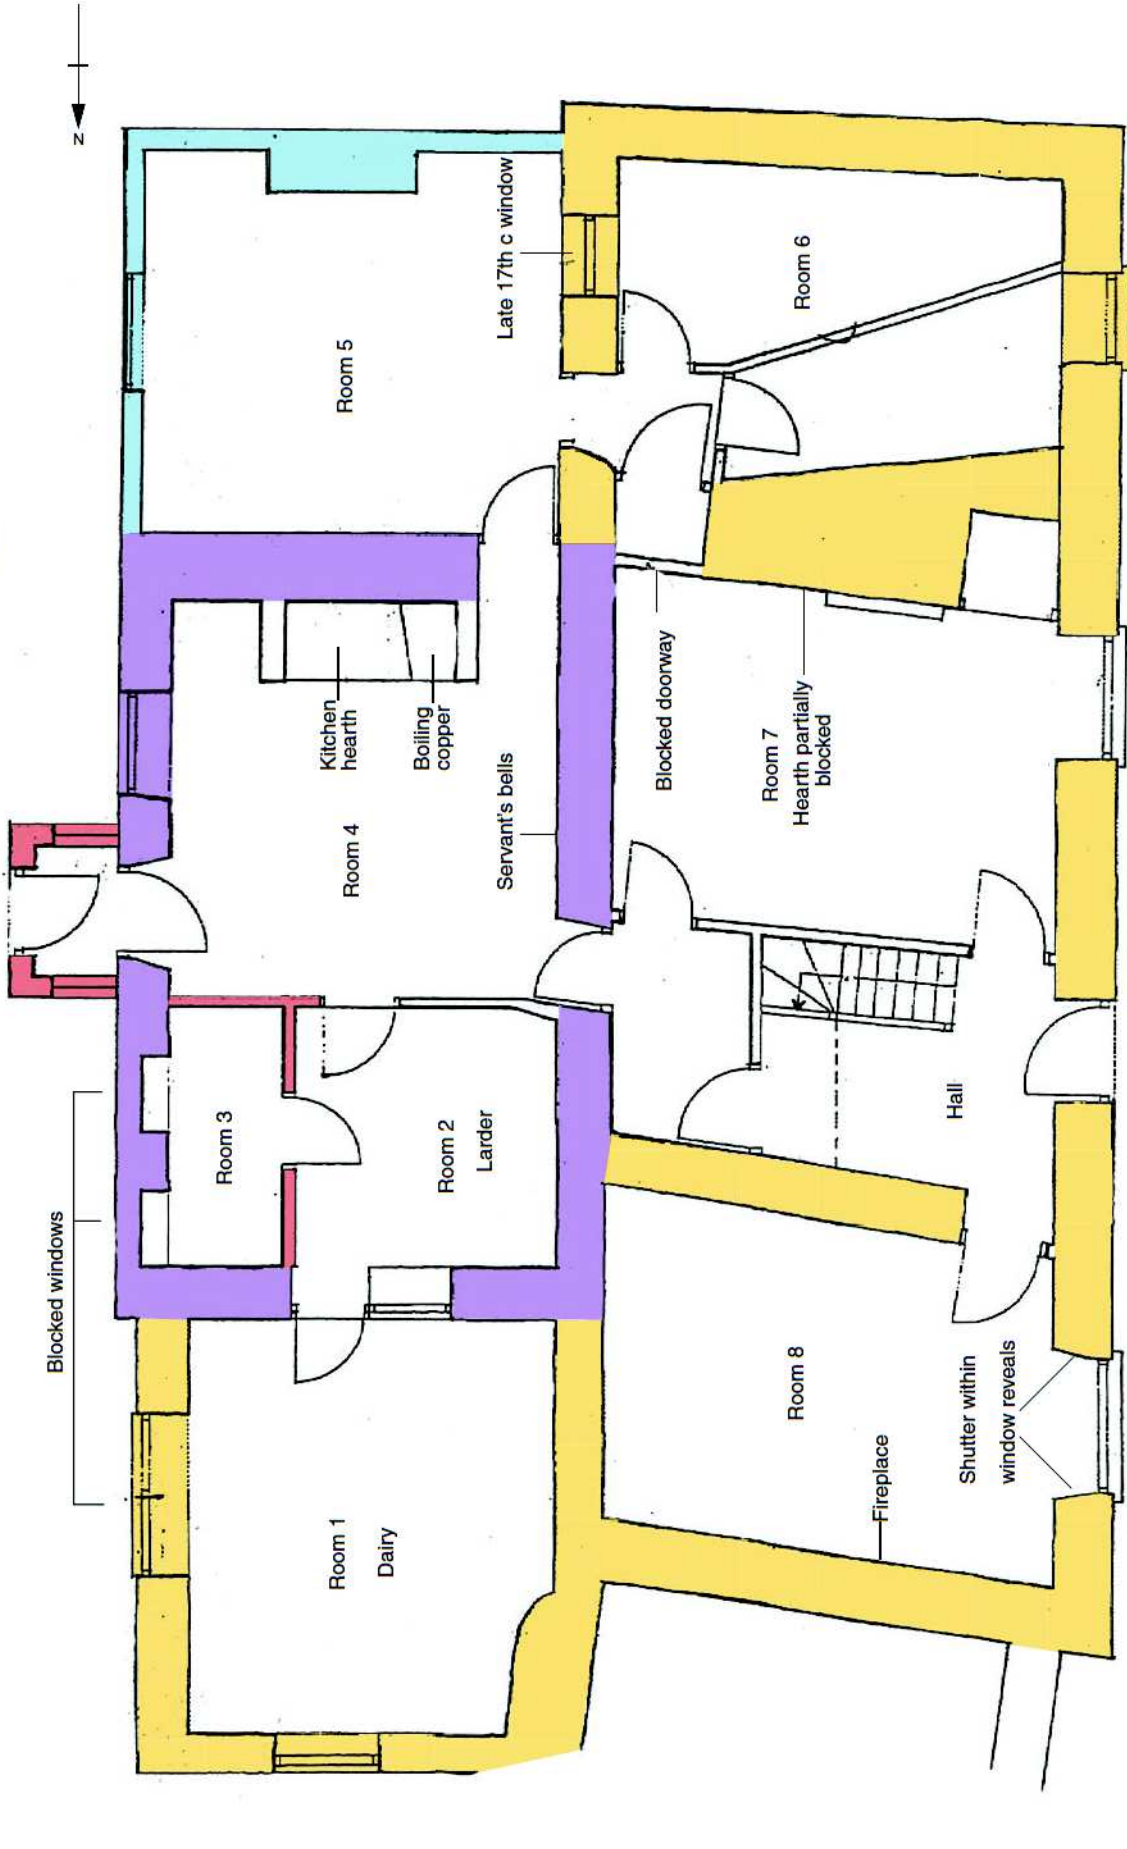 N
Blocked windows
Room 1
Dairy
Room 3
Room 2
Larder
Room 4
Kitchen
hearth
Boiling
copper
Servant's bells
Room 5
Late 17th c window
Room 6
Blocked doorway
Room 7
Hearth partially
blocked
Hall
Room 8
Fireplace
Shutter within
window reveals